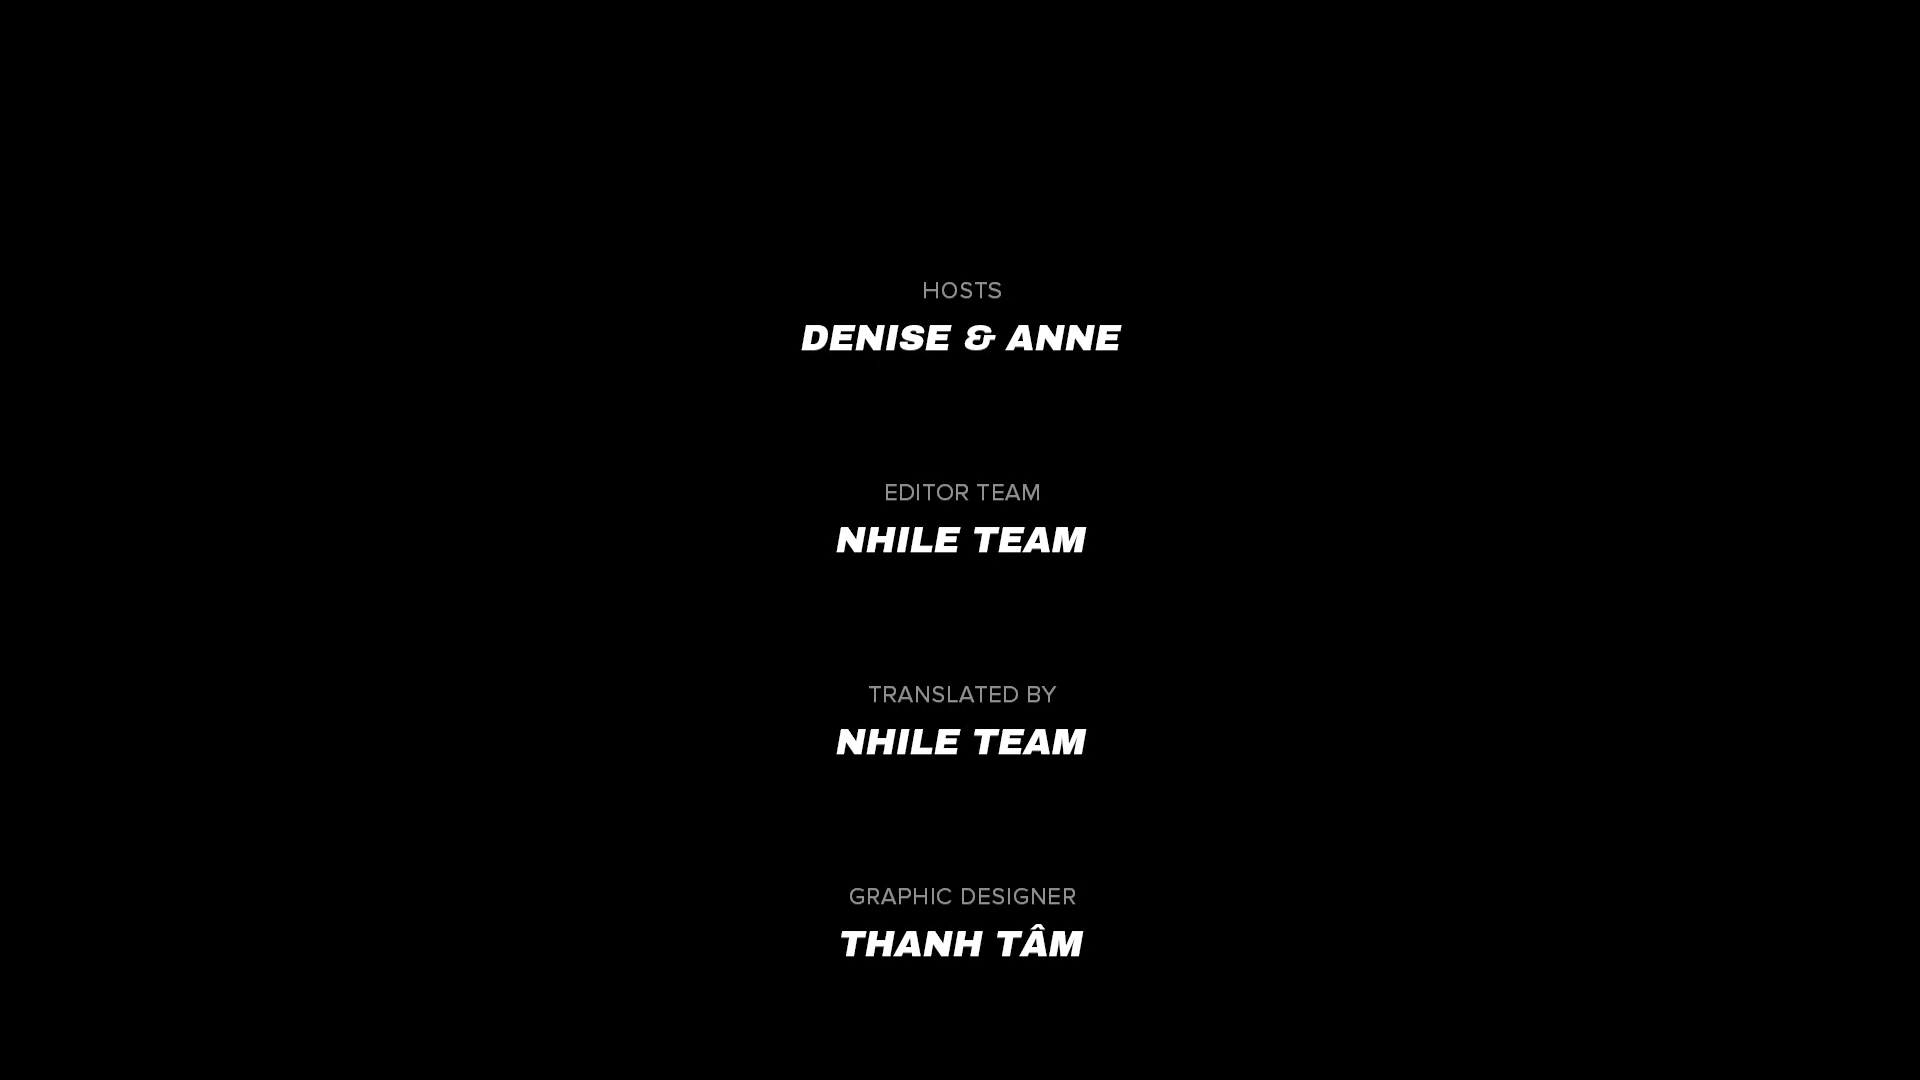 HOSTS
DENISE & ANNE
EDITOR TEAM
NHILE TEAM
TRANSLATED BY
NHILE TEAM
GRAPHIC DESIGNER
THANH TÂM